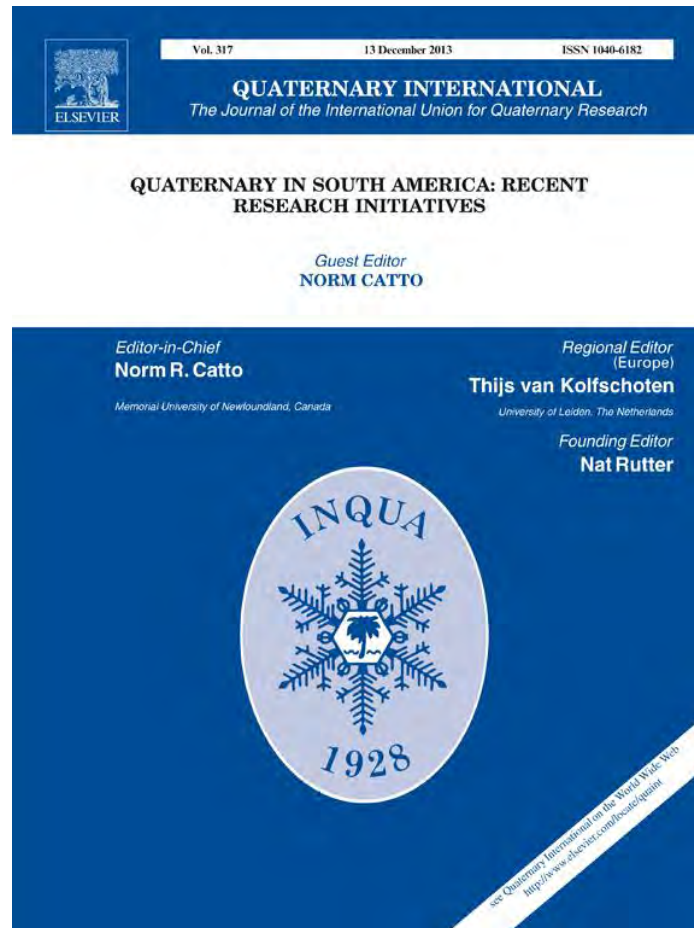 Vol. 317
13 December 2013
ISSN 1040-6182
ELSEVIER
QUATERNARY INTERNATIONAL
The Journal of the International Union for Quaternary Research
QUATERNARY IN SOUTH AMERICA: RECENT
RESEARCH INITIATIVES
Guest Editor
NORM CATTO
Editor-in-Chief
Norm R. Catto
Memorial University of Newfoundland, Canada
Regional Editor
(Europe)
Thijs van Kolfschoten
University of Leiden, The Netherlands
Founding Editor
Nat Rutter
INQUA
1928
see Quaternary International on the World Wide Web
http://www.elsevier.com/locate/quaint